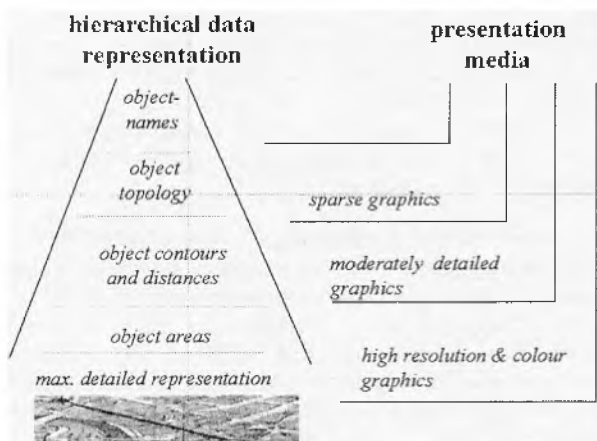 hierarchical data
representation
presentation
media
object-
names
object
topology
sparse graphics
object contours
and distances
moderately detailed
graphics
object areas
high resolution & colour
graphics
max. detailed representation